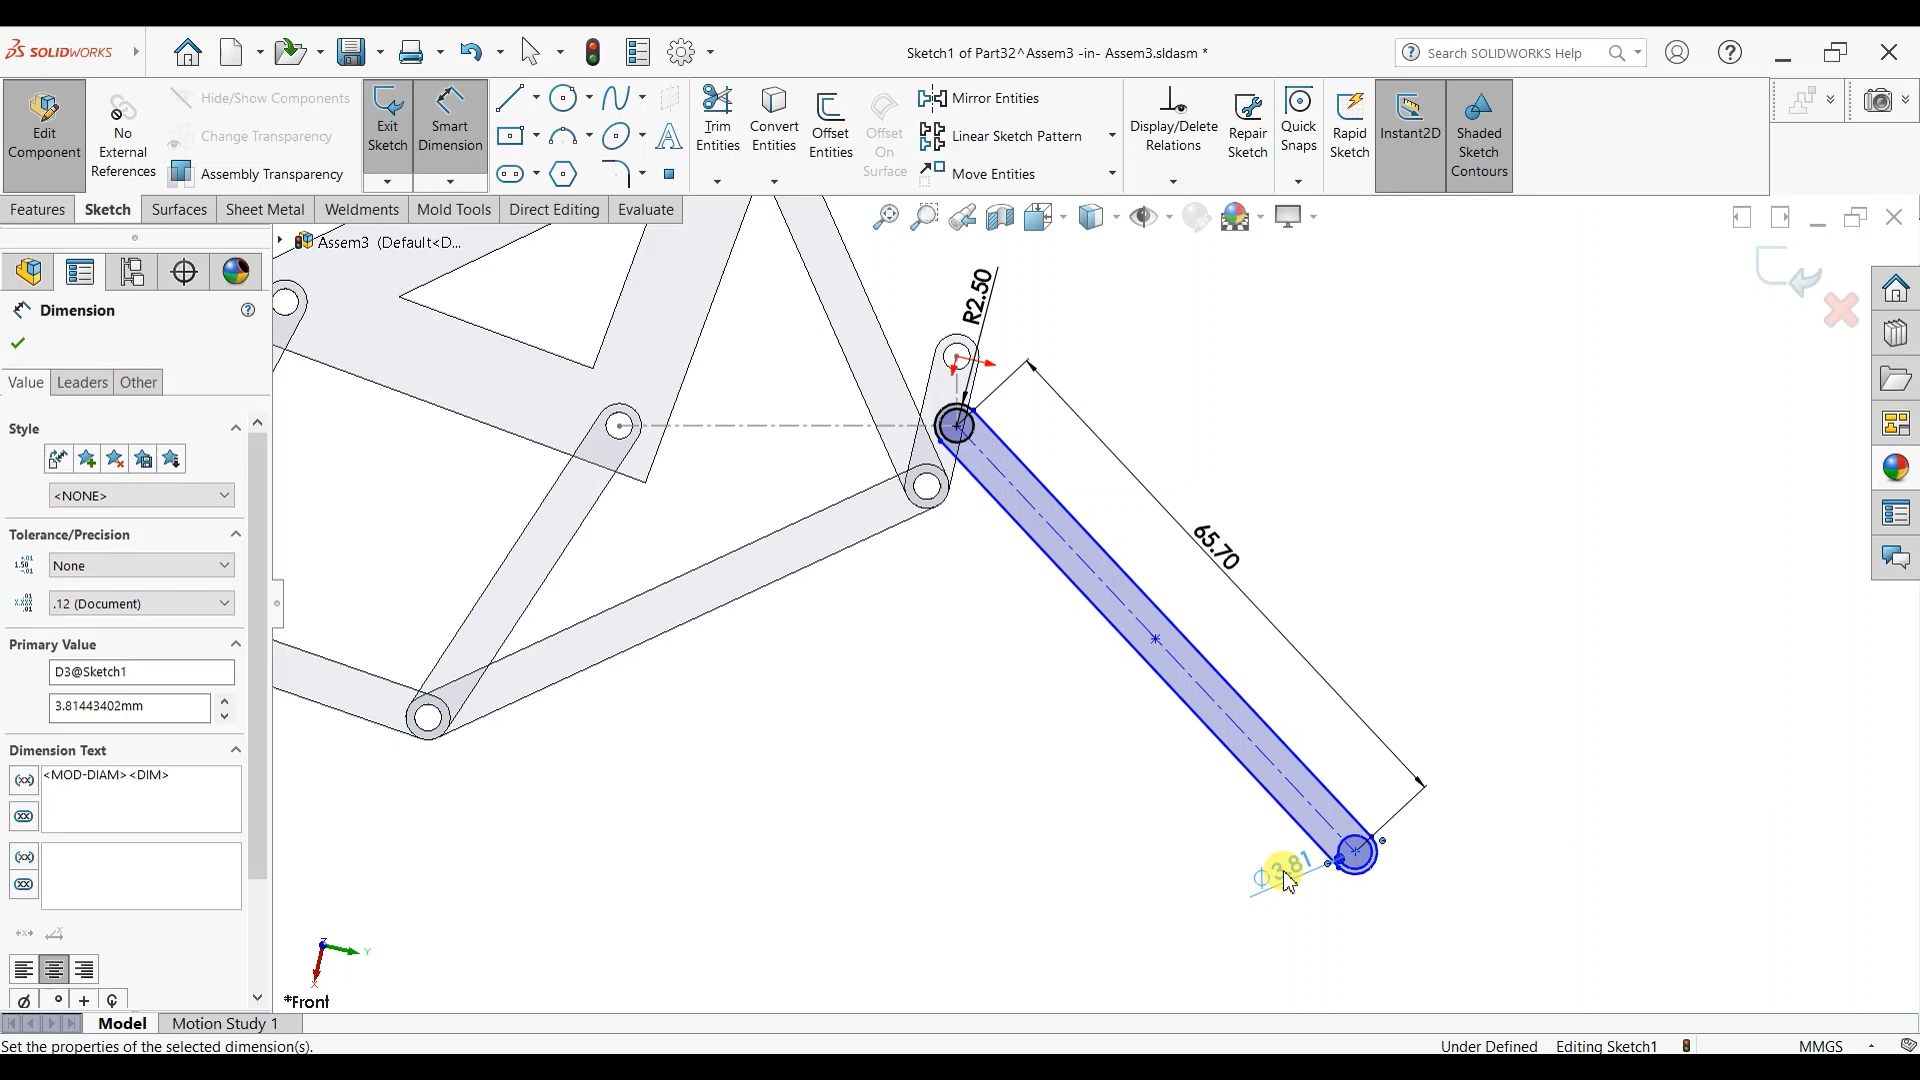 SOLIDWORKS
Sketch1 of Part32^Assem3 -in- Assem3.sldasm *
Search SOLIDWORKS Help
Edit Component
No External References
Hide/Show Components
Change Transparency
Assembly Transparency
Exit Sketch
Smart Dimension
Trim Entities
Convert Entities
Offset Entities
Offset On Surface
Mirror Entities
Linear Sketch Pattern
Move Entities
Display/Delete Relations
Repair Sketch
Quick Snaps
Rapid Sketch
Instant2D
Shaded Sketch Contours
Features
Sketch
Surfaces
Sheet Metal
Weldments
Mold Tools
Direct Editing
Evaluate
Assem3 (Default<D...
Dimension
Value
Leaders
Other
Style
<NONE>
Tolerance/Precision
None
.12 (Document)
Primary Value
D3@Sketch1
3.81443402mm
Dimension Text
<MOD-DIAM><DIM>
R2.50
65.70
∅3.81
Z
Y
X
*Front
Model
Motion Study 1
Set the properties of the selected dimension(s).
Under Defined
Editing Sketch1
MMGS